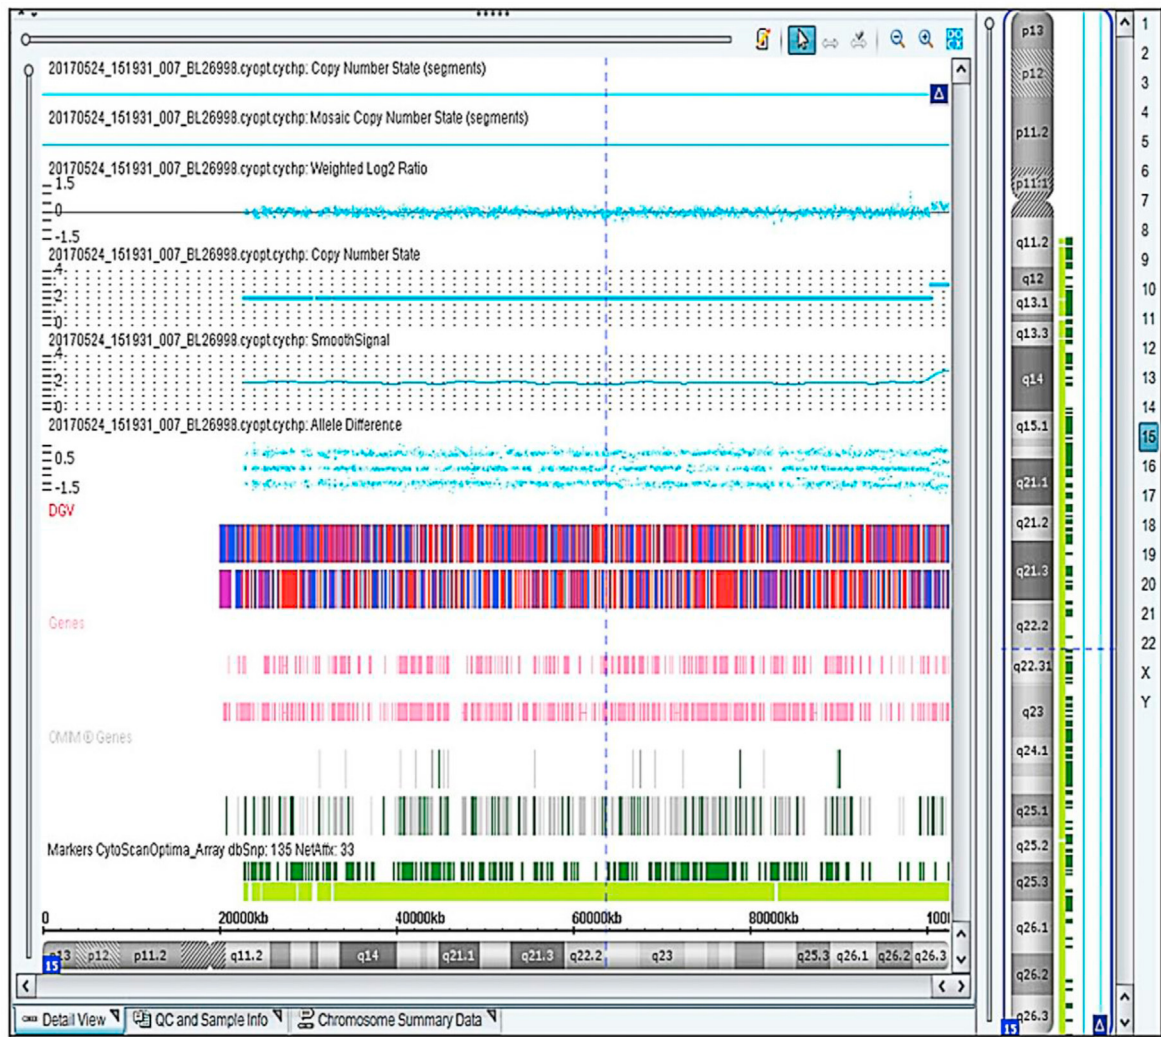 20170524_151931_007_BL26998.cyopt.cychp: Copy Number State (segments)
Δ
20170524_151931_007_BL26998.cyopt.cychp: Mosaic Copy Number State (segments)
20170524_151931_007_BL26998.cyopt.cychp: Weighted Log2 Ratio
1.5
0
-1.5
20170524_151931_007_BL26998.cyopt.cychp: Copy Number State
4
2
0
20170524_151931_007_BL26998.cyopt.cychp: SmoothSignal
4
2
0
20170524_151931_007_BL26998.cyopt.cychp: Allele Difference
0.5
-1.5
DGV
Genes
OMIM ® Genes
Markers CytoScanOptima_Array dbSnp: 135 NetAffx: 33
0 20000kb 40000kb 60000kb 80000kb 1000
p13 p12 p11.2 q11.2 q14 q21.1 q21.3 q22.2 q23 q25.3 q26.1 q26.2 q26.3
15
Detail View QC and Sample Info Chromosome Summary Data
p13
p12
p11.2
p11.1
q11.2
q12
q13.1
q13.3
q14
q15.1
q21.1
q21.2
q21.3
q22.2
q22.31
q23
q24.1
q25.1
q25.2
q25.3
q26.1
q26.2
q26.3
15
Δ
1
2
3
4
5
6
7
8
9
10
11
12
13
14
15
16
17
18
19
20
21
22
X
Y